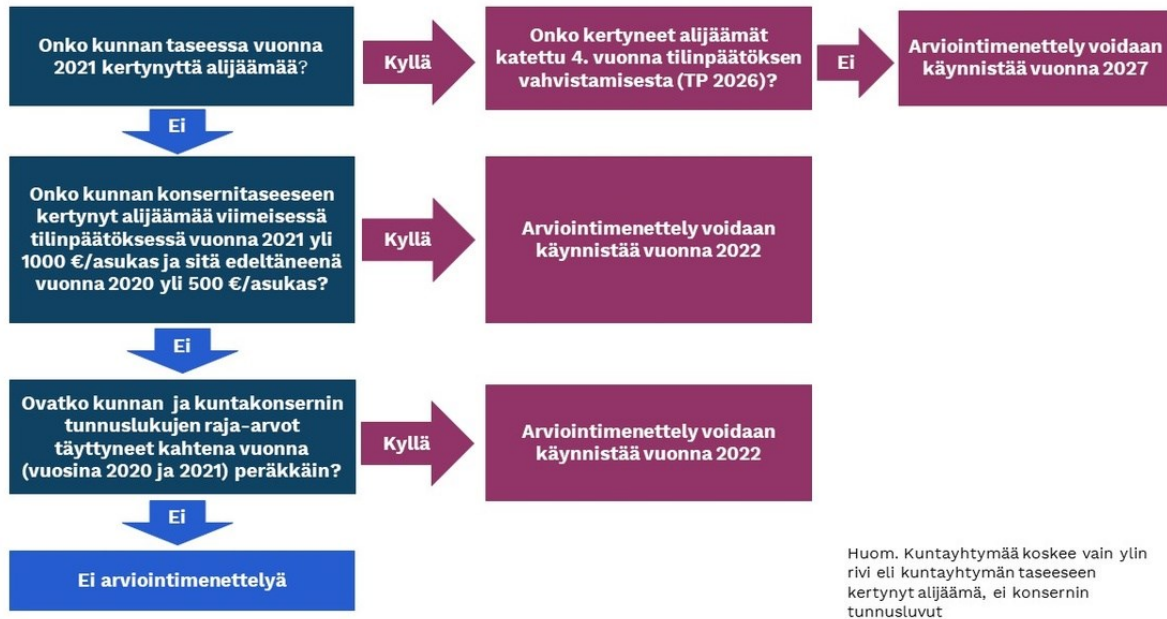 Onko kunnan taseessa vuonna
2021 kertynyttä alijäämää?
Kyllä
Onko kertyneet alijäämät
katettu 4. vuonna tilinpäätöksen
vahvistamisesta (TP 2026)?
Ei
Arviointimenettely voidaan
käynnistää vuonna 2027
Ei
Onko kunnan konsernitaseeseen
kertynyt alijäämää viimeisessä
tilinpäätöksessä vuonna 2021 yli
1000 €/asukas ja sitä edeltäneenä
vuonna 2020 yli 500 €/asukas?
Kyllä
Arviointimenettely voidaan
käynnistää vuonna 2022
Ei
Ovatko kunnan ja kuntakonsernin
tunnuslukujen raja-arvot
täyttyneet kahtena vuonna
(vuosina 2020 ja 2021) peräkkäin?
Kyllä
Arviointimenettely voidaan
käynnistää vuonna 2022
Ei
Ei arviointimenettelyä
Huom. Kuntayhtymää koskee vain ylin
rivi eli kuntayhtymän taseeseen
kertynyt alijäämä, ei konsernin
tunnusluvut